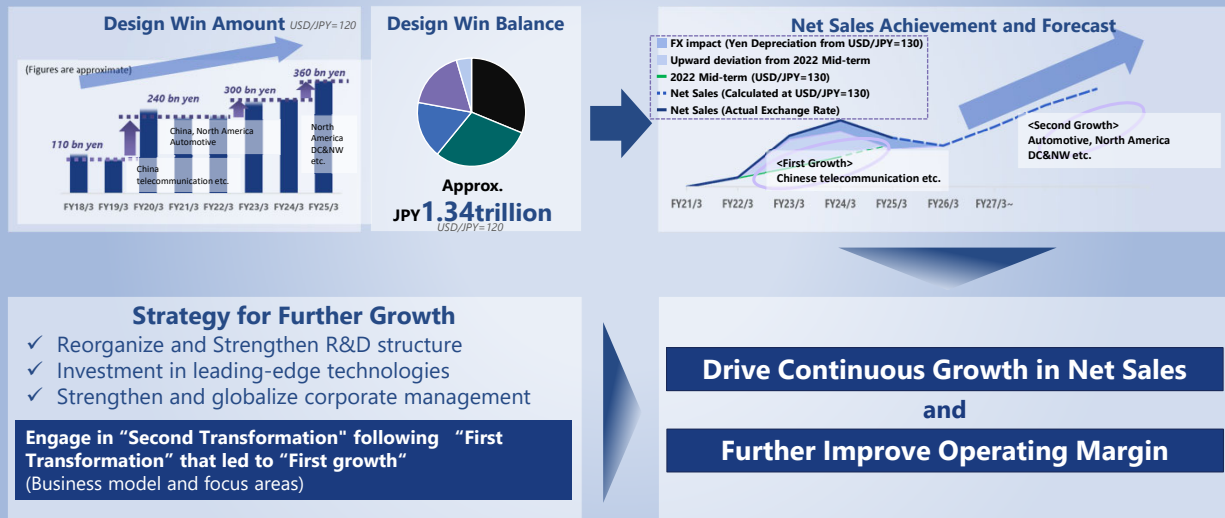 Design Win Amount USD/JPY=120
(Figures are approximate)
110 bn yen
240 bn yen
300 bn yen
360 bn yen
China
telecommunication etc.
China, North America
Automotive
North
America
DC&NW
etc.
FY18/3 FY19/3 FY20/3 FY21/3 FY22/3 FY23/3 FY24/3 FY25/3
Design Win Balance
Approx.
JPY1.34trillion
USD/JPY=120
Net Sales Achievement and Forecast
FX impact (Yen Depreciation from USD/JPY=130)
Upward deviation from 2022 Mid-term
2022 Mid-term (USD/JPY=130)
Net Sales (Calculated at USD/JPY=130)
Net Sales (Actual Exchange Rate)
<First Growth>
Chinese telecommunication etc.
<Second Growth>
Automotive, North America
DC&NW etc.
FY21/3 FY22/3 FY23/3 FY24/3 FY25/3 FY26/3 FY27/3~
Strategy for Further Growth
✓ Reorganize and Strengthen R&D structure
✓ Investment in leading-edge technologies
✓ Strengthen and globalize corporate management
Engage in “Second Transformation" following “First
Transformation” that led to “First growth“
(Business model and focus areas)
Drive Continuous Growth in Net Sales
and
Further Improve Operating Margin